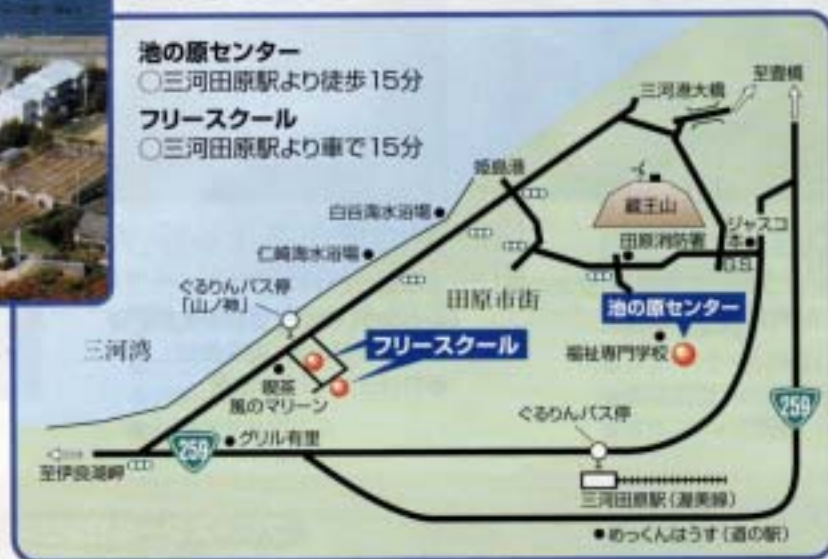 池の原センター
○三河田原駅より徒歩15分
フリースクール
○三河田原駅より車で15分
至豊橋
三河港大橋
姫島港
蔵王山
白谷海水浴場
ジャスコ
田原消防署
本
G.S.
仁崎海水浴場
ぐるりんバス停
「山ノ神」
田原市街
池の原センター
三河湾
フリースクール
福祉専門学校
喫茶
風のマリーン
259
ぐるりんバス停
259
グリル有里
至伊良湖岬
三河田原駅（渥美線）
めっくんはうす（道の駅）